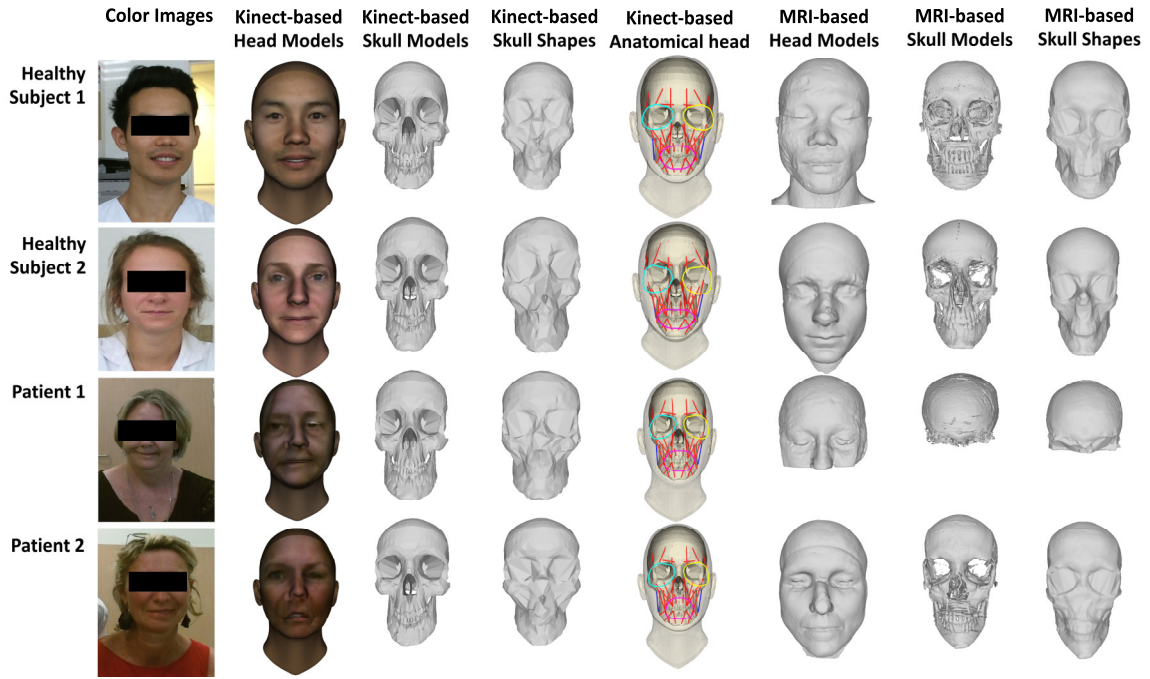 Color Images
Kinect-based
Head Models
Kinect-based
Skull Models
Kinect-based
Skull Shapes
Kinect-based
Anatomical head
MRI-based
Head Models
MRI-based
Skull Models
MRI-based
Skull Shapes
Healthy
Subject 1
Healthy
Subject 2
Patient 1
Patient 2